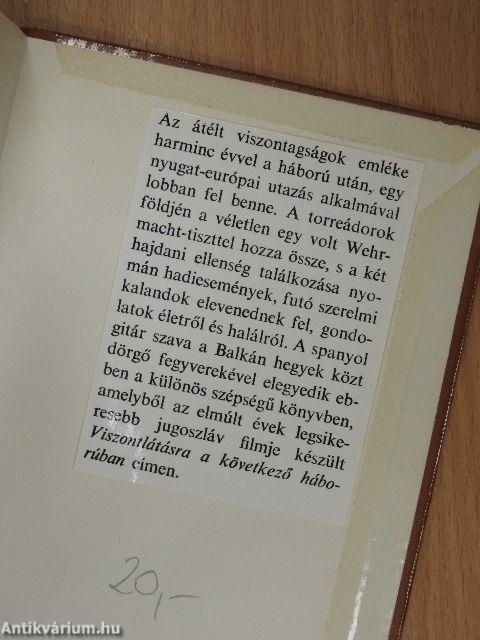 Az átélt viszontagságok emléke
harminc évvel a háború után, egy
nyugat-európai utazás alkalmával
lobban fel benne. A torreádorok
földjén a véletlen egy volt Wehr-
macht-tiszttel hozza össze, s a két
hajdani ellenség találkozása nyo-
mán hadiesemények, futó szerelmi
kalandok elevenednek fel, gondo-
latok életről és halálról. A spanyol
gitár szava a Balkán hegyek közt
dörgő fegyverekével elegyedik eb-
ben a különös szépségű könyvben,
amelyből az elmúlt évek legsike-
resebb jugoszláv filmje készült
Viszontlátásra a következő hábo-
rúban címen.
20,-
Antikvárium.hu